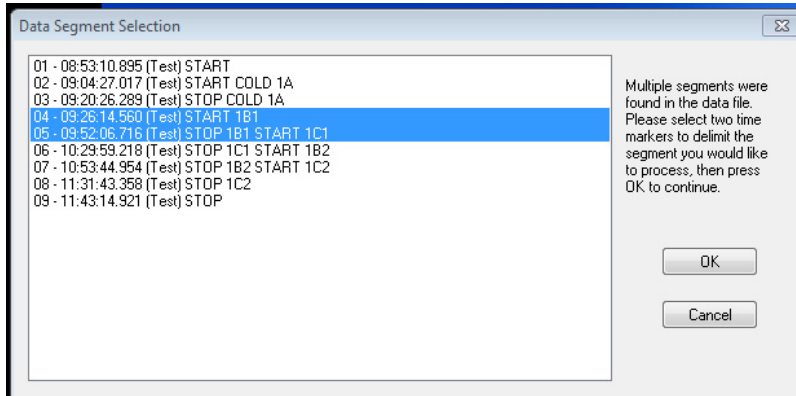 Data Segment Selection
01 - 08:53:10.895 (Test) START
02 - 09:04:27.017 (Test) START COLD 1A
03 - 09:20:26.289 (Test) STOP COLD 1A
04 - 09:26:14.560 (Test) START 1B1
05 - 09:52:06.716 (Test) STOP 1B1 START 1C1
06 - 10:29:59.218 (Test) STOP 1C1 START 1B2
07 - 10:53:44.954 (Test) STOP 1B2 START 1C2
08 - 11:31:43.358 (Test) STOP 1C2
09 - 11:43:14.921 (Test) STOP
Multiple segments were
found in the data file.
Please select two time
markers to delimit the
segment you would like
to process, then press
OK to continue.
OK
Cancel